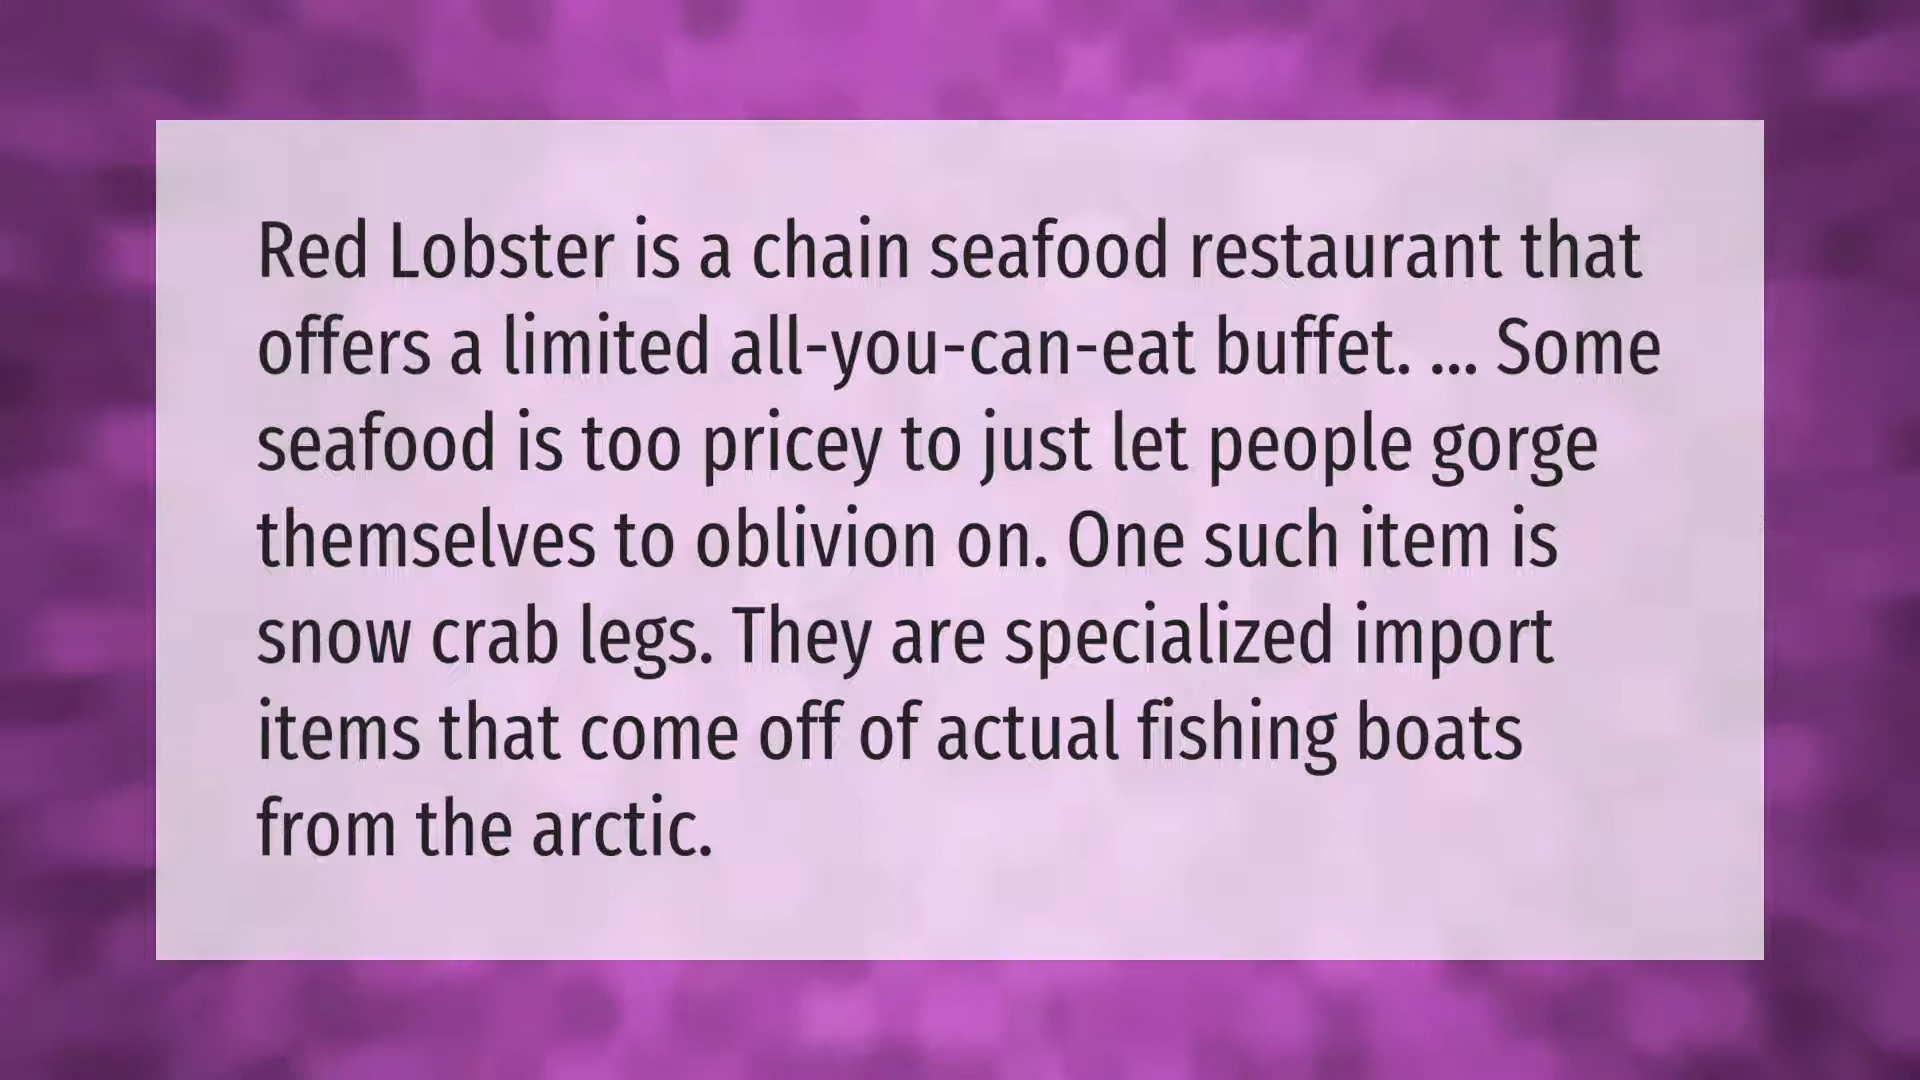 Red Lobster is a chain seafood restaurant that
offers a limited all-you-can-eat buffet. ... Some
seafood is too pricey to just let people gorge
themselves to oblivion on. One such item is
snow crab legs. They are specialized import
items that come off of actual fishing boats
from the arctic.